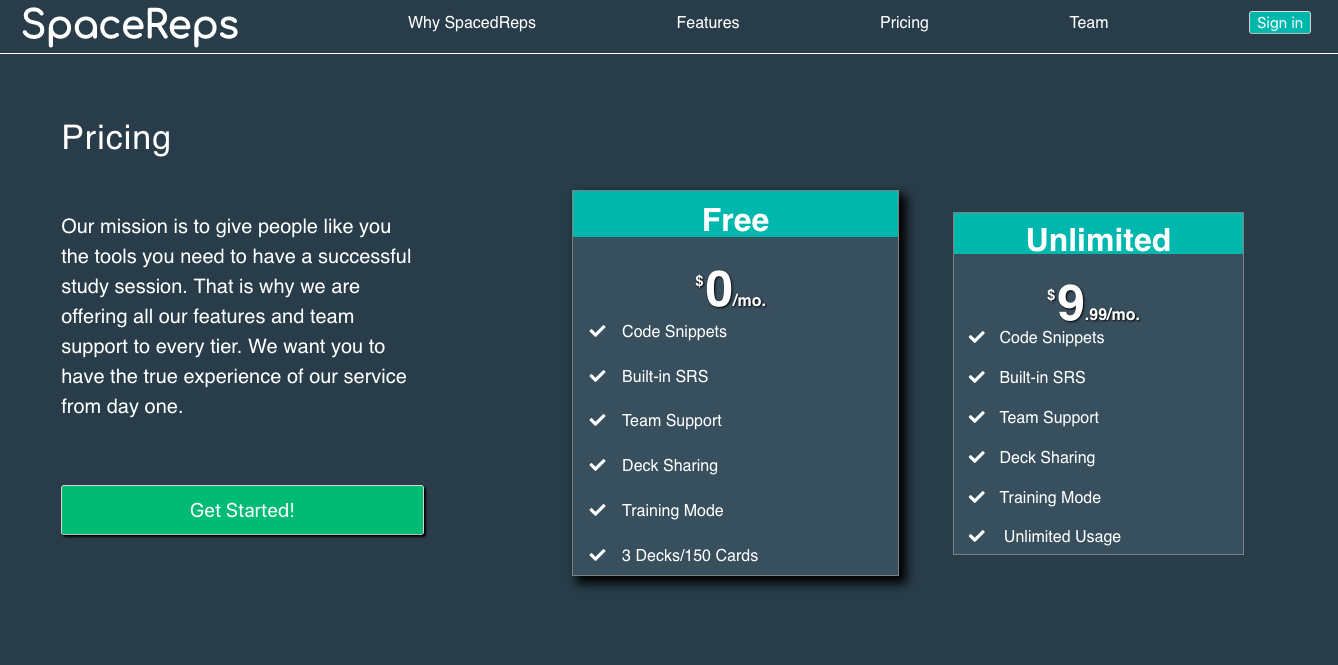 SpaceReps
Why SpacedReps
Features
Pricing
Team
Sign in
Pricing
Our mission is to give people like you
the tools you need to have a successful
study session. That is why we are
offering all our features and team
support to every tier. We want you to
have the true experience of our service
from day one.
Get Started!
Free
$0/mo.
Code Snippets
Built-in SRS
Team Support
Deck Sharing
Training Mode
3 Decks/150 Cards
Unlimited
$9.99/mo.
Code Snippets
Built-in SRS
Team Support
Deck Sharing
Training Mode
Unlimited Usage